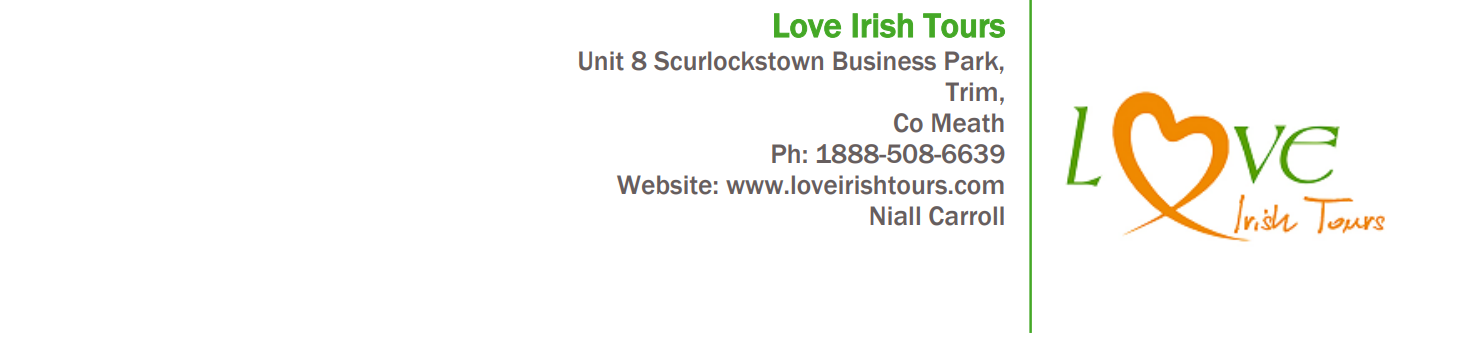 Love Irish Tours
Unit 8 Scurlockstown Business Park,
Trim,
Co Meath
Ph: 1888-508-6639
Website: www.loveirishtours.com
Niall Carroll
Love
Irish Tours